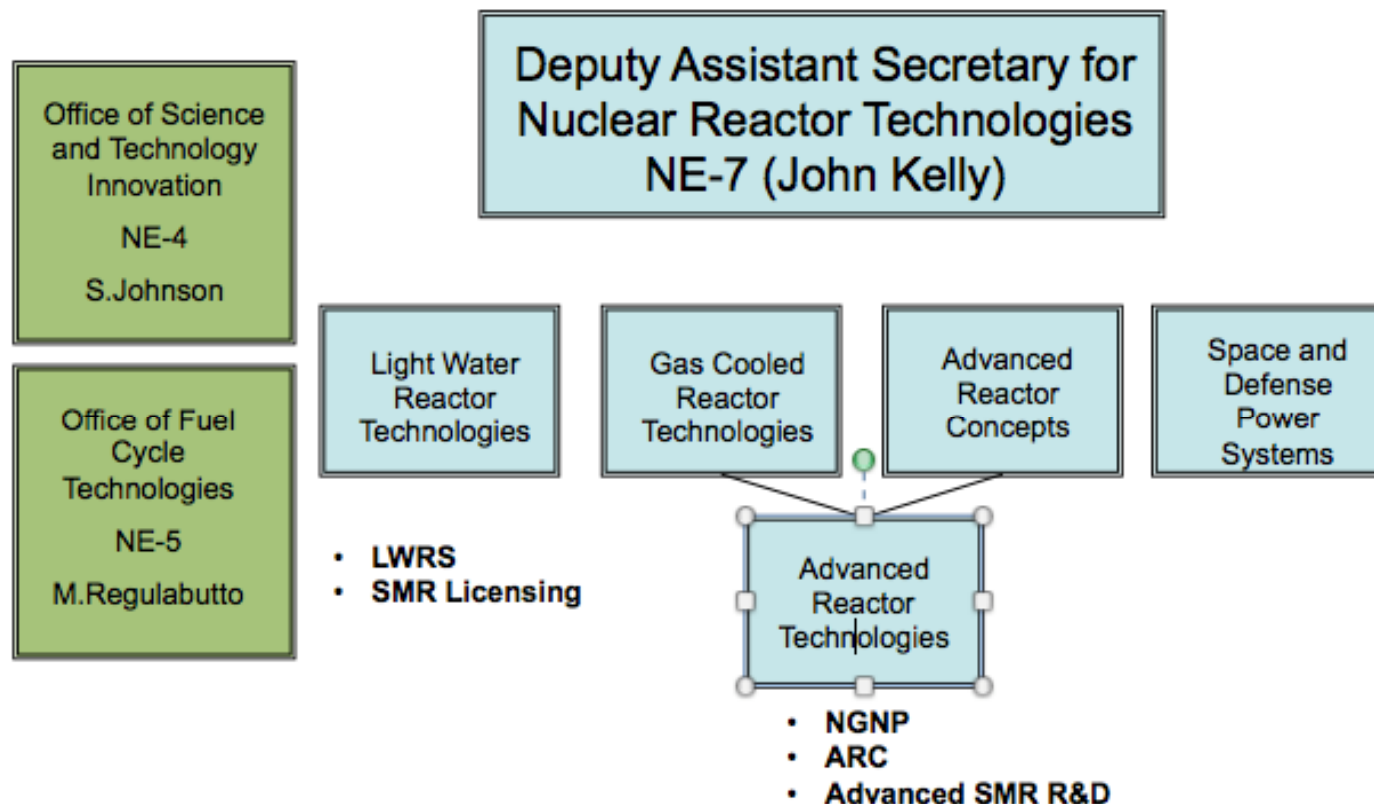 Deputy Assistant Secretary for
Nuclear Reactor Technologies
NE-7 (John Kelly)
Office of Science
and Technology
Innovation
NE-4
S.Johnson
Office of Fuel
Cycle
Technologies
NE-5
M.Regulabutto
Light Water
Reactor
Technologies
Gas Cooled
Reactor
Technologies
Advanced
Reactor
Concepts
Space and
Defense
Power
Systems
• LWRS
• SMR Licensing
Advanced
Reactor
Technologies
• NGNP
• ARC
• Advanced SMR R&D